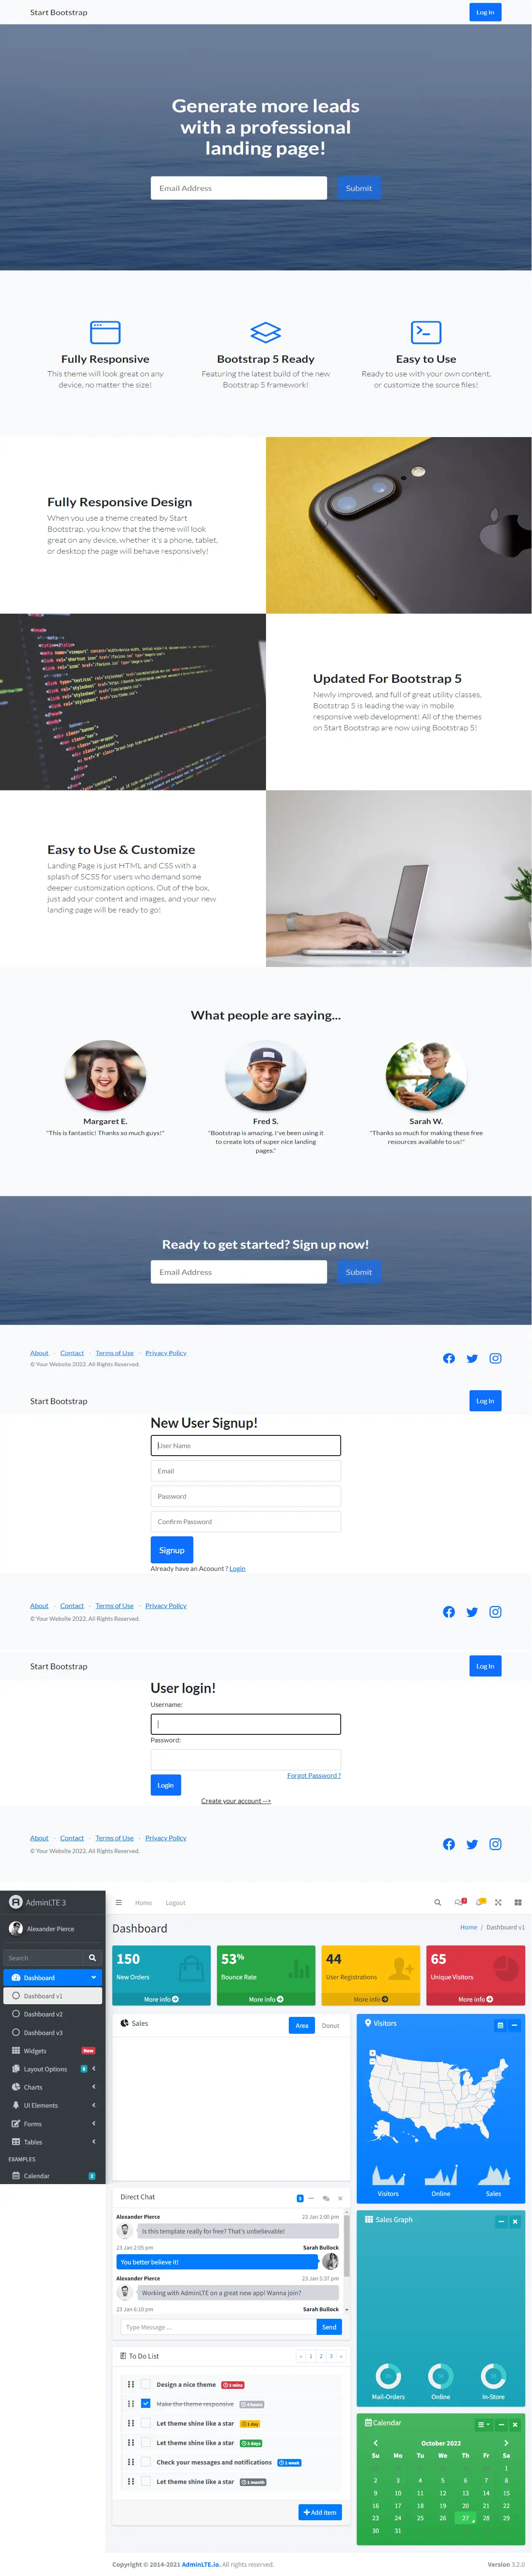 Start Bootstrap
Log In
Generate more leads
with a professional
landing page!
Email Address
Submit
Fully Responsive
This theme will look great on any
device, no matter the size!
Bootstrap 5 Ready
Featuring the latest build of the new
Bootstrap 5 framework!
Easy to Use
Ready to use with your own content,
or customize the source files!
Fully Responsive Design
When you use a theme created by Start
Bootstrap, you know that the theme will look
great on any device, whether it's a phone, tablet,
or desktop the page will behave responsively!
Updated For Bootstrap 5
Newly improved, and full of great utility classes,
Bootstrap 5 is leading the way in mobile
responsive web development! All of the themes
on Start Bootstrap are now using Bootstrap 5!
Easy to Use & Customize
Landing Page is just HTML and CSS with a
splash of SCSS for users who demand some
deeper customization options. Out of the box,
just add your content and images, and your new
landing page will be ready to go!
What people are saying...
Margaret E.
"This is fantastic! Thanks so much guys!"
Fred S.
"Bootstrap is amazing. I've been using it
to create lots of super nice landing
pages."
Sarah W.
"Thanks so much for making these free
resources available to us!"
Ready to get started? Sign up now!
Email Address
Submit
About · Contact · Terms of Use · Privacy Policy
© Your Website 2022. All Rights Reserved.
Start Bootstrap
Log In
New User Signup!
User Name
Email
Password
Confirm Password
Signup
Already have an Acoount ? Login
About · Contact · Terms of Use · Privacy Policy
© Your Website 2022. All Rights Reserved.
Start Bootstrap
Log In
User login!
Username:
Password:
Forgot Password ?
Login
Create your account -->
About · Contact · Terms of Use · Privacy Policy
© Your Website 2022. All Rights Reserved.
AdminLTE 3
Alexander Pierce
Search
Dashboard
Dashboard v1
Dashboard v2
Dashboard v3
Widgets New
Layout Options
Charts
UI Elements
Forms
Tables
EXAMPLES
Calendar
Home
Logout
Dashboard
Home / Dashboard v1
150
New Orders
More info
53%
Bounce Rate
More info
44
User Registrations
More info
65
Unique Visitors
More info
Sales
Area
Donut
Direct Chat
Alexander Pierce
23 Jan 2:00 pm
Is this template really for free? That's unbelievable!
23 Jan 2:05 pm
Sarah Bullock
You better believe it!
Alexander Pierce
23 Jan 5:37 pm
Working with AdminLTE on a great new app! Wanna join?
23 Jan 6:10 pm
Sarah Bullock
Type Message ...
Send
To Do List
« 1 2 3 »
Design a nice theme 2 mins
Make the theme responsive 4 hours
Let theme shine like a star 1 day
Let theme shine like a star 3 days
Check your messages and notifications 1 week
Let theme shine like a star 1 month
Add item
Visitors
+
−
Visitors
Online
Sales
Sales Graph
Mail-Orders
Online
In-Store
Calendar
October 2022
Su Mo Tu We Th Fr Sa
1
2 3 4 5 6 7 8
9 10 11 12 13 14 15
16 17 18 19 20 21 22
23 24 25 26 27 28 29
30 31
Copyright © 2014-2021 AdminLTE.io. All rights reserved.
Version 3.2.0